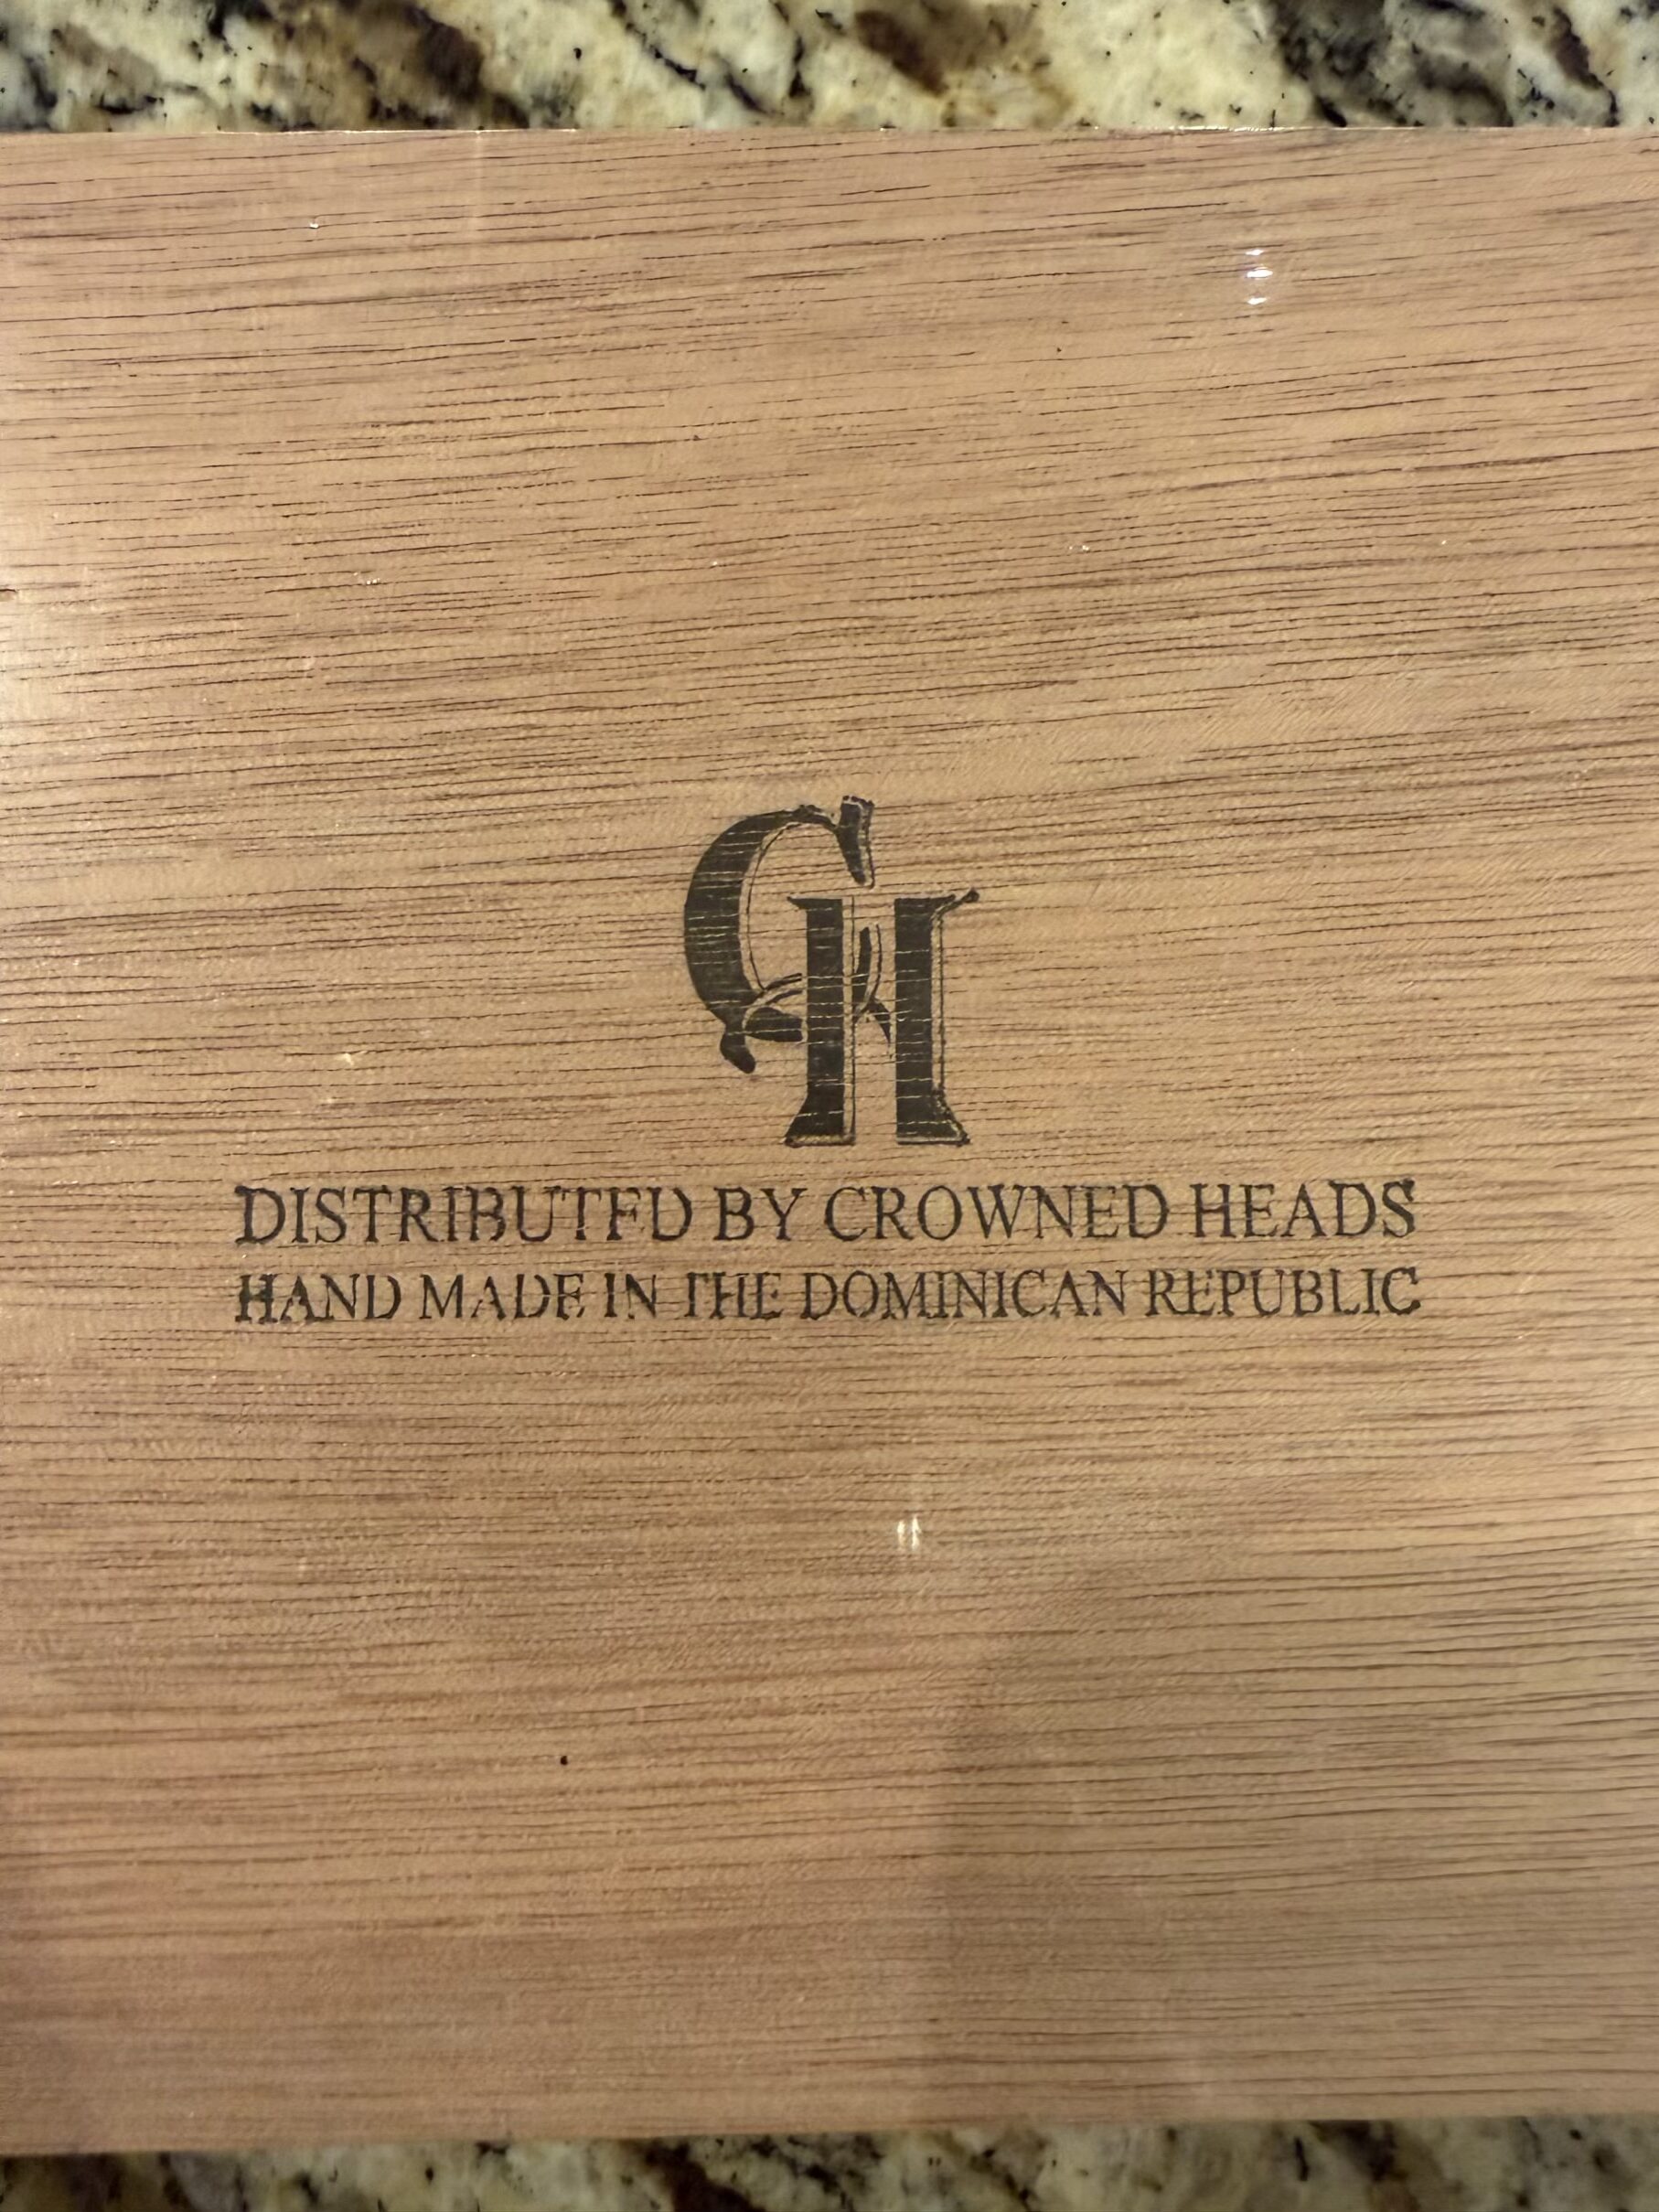 CH
DISTRIBUTED BY CROWNED HEADS
HAND MADE IN THE DOMINICAN REPUBLIC